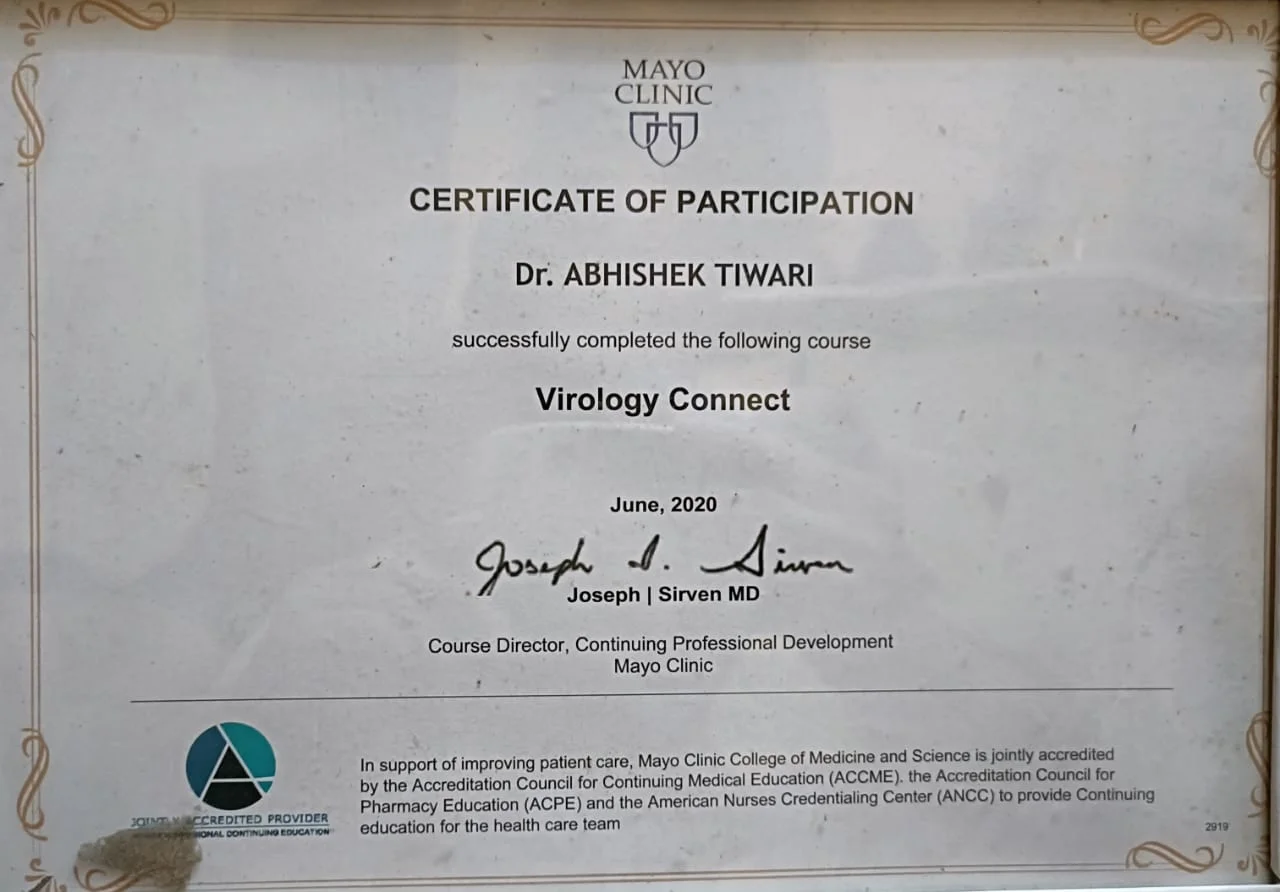 MAYO
CLINIC
CERTIFICATE OF PARTICIPATION
Dr. ABHISHEK TIWARI
successfully completed the following course
Virology Connect
June, 2020
Joseph I. Sirven
Joseph | Sirven MD
Course Director, Continuing Professional Development
Mayo Clinic
In support of improving patient care, Mayo Clinic College of Medicine and Science is jointly accredited
by the Accreditation Council for Continuing Medical Education (ACCME). the Accreditation Council for
Pharmacy Education (ACPE) and the American Nurses Credentialing Center (ANCC) to provide Continuing
education for the health care team
JOINTLY ACCREDITED PROVIDER
CONTINUING EDUCATION
2919